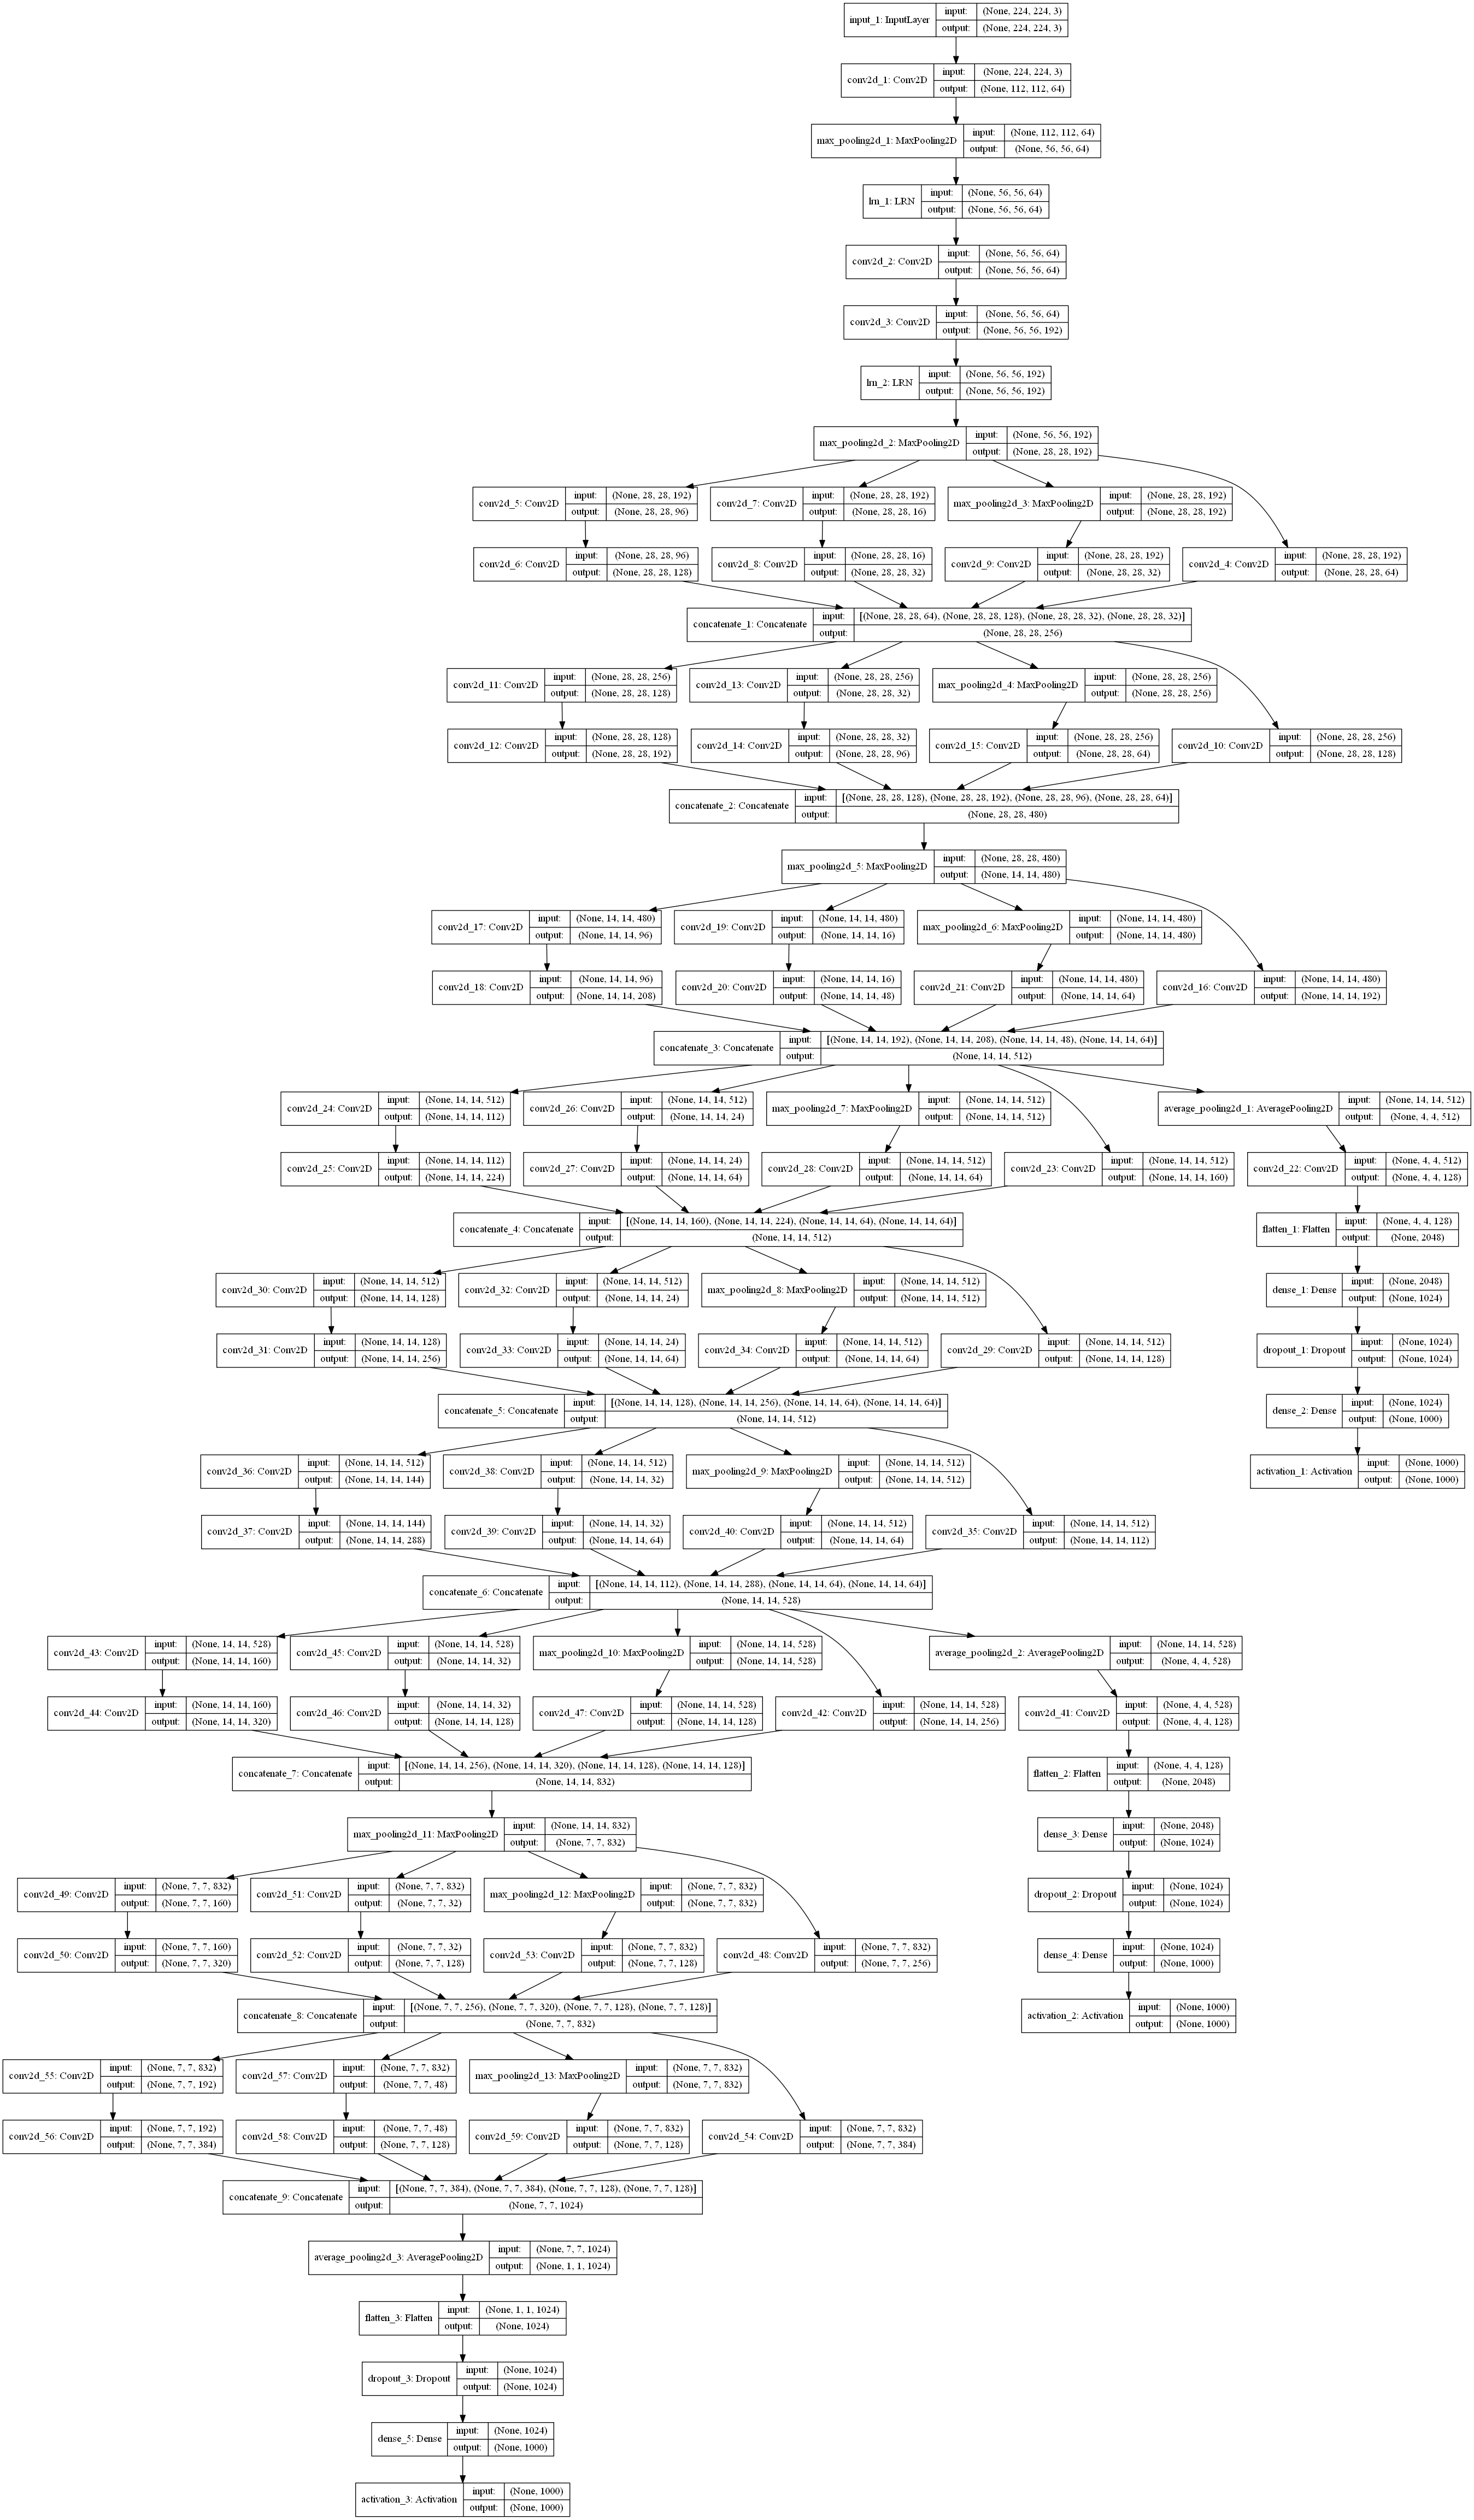 input_1: InputLayer
input: (None, 224, 224, 3)
output: (None, 224, 224, 3)
conv2d_1: Conv2D
input: (None, 224, 224, 3)
output: (None, 112, 112, 64)
max_pooling2d_1: MaxPooling2D
input: (None, 112, 112, 64)
output: (None, 56, 56, 64)
lrn_1: LRN
input: (None, 56, 56, 64)
output: (None, 56, 56, 64)
conv2d_2: Conv2D
input: (None, 56, 56, 64)
output: (None, 56, 56, 64)
conv2d_3: Conv2D
input: (None, 56, 56, 64)
output: (None, 56, 56, 192)
lrn_2: LRN
input: (None, 56, 56, 192)
output: (None, 56, 56, 192)
max_pooling2d_2: MaxPooling2D
input: (None, 56, 56, 192)
output: (None, 28, 28, 192)
conv2d_5: Conv2D
input: (None, 28, 28, 192)
output: (None, 28, 28, 96)
conv2d_7: Conv2D
input: (None, 28, 28, 192)
output: (None, 28, 28, 16)
max_pooling2d_3: MaxPooling2D
input: (None, 28, 28, 192)
output: (None, 28, 28, 192)
conv2d_6: Conv2D
input: (None, 28, 28, 96)
output: (None, 28, 28, 128)
conv2d_8: Conv2D
input: (None, 28, 28, 16)
output: (None, 28, 28, 32)
conv2d_9: Conv2D
input: (None, 28, 28, 192)
output: (None, 28, 28, 32)
conv2d_4: Conv2D
input: (None, 28, 28, 192)
output: (None, 28, 28, 64)
concatenate_1: Concatenate
input: [(None, 28, 28, 64), (None, 28, 28, 128), (None, 28, 28, 32), (None, 28, 28, 32)]
output: (None, 28, 28, 256)
conv2d_11: Conv2D
input: (None, 28, 28, 256)
output: (None, 28, 28, 128)
conv2d_13: Conv2D
input: (None, 28, 28, 256)
output: (None, 28, 28, 32)
max_pooling2d_4: MaxPooling2D
input: (None, 28, 28, 256)
output: (None, 28, 28, 256)
conv2d_12: Conv2D
input: (None, 28, 28, 128)
output: (None, 28, 28, 192)
conv2d_14: Conv2D
input: (None, 28, 28, 32)
output: (None, 28, 28, 96)
conv2d_15: Conv2D
input: (None, 28, 28, 256)
output: (None, 28, 28, 64)
conv2d_10: Conv2D
input: (None, 28, 28, 256)
output: (None, 28, 28, 128)
concatenate_2: Concatenate
input: [(None, 28, 28, 128), (None, 28, 28, 192), (None, 28, 28, 96), (None, 28, 28, 64)]
output: (None, 28, 28, 480)
max_pooling2d_5: MaxPooling2D
input: (None, 28, 28, 480)
output: (None, 14, 14, 480)
conv2d_17: Conv2D
input: (None, 14, 14, 480)
output: (None, 14, 14, 96)
conv2d_19: Conv2D
input: (None, 14, 14, 480)
output: (None, 14, 14, 16)
max_pooling2d_6: MaxPooling2D
input: (None, 14, 14, 480)
output: (None, 14, 14, 480)
conv2d_18: Conv2D
input: (None, 14, 14, 96)
output: (None, 14, 14, 208)
conv2d_20: Conv2D
input: (None, 14, 14, 16)
output: (None, 14, 14, 48)
conv2d_21: Conv2D
input: (None, 14, 14, 480)
output: (None, 14, 14, 64)
conv2d_16: Conv2D
input: (None, 14, 14, 480)
output: (None, 14, 14, 192)
concatenate_3: Concatenate
input: [(None, 14, 14, 192), (None, 14, 14, 208), (None, 14, 14, 48), (None, 14, 14, 64)]
output: (None, 14, 14, 512)
conv2d_24: Conv2D
input: (None, 14, 14, 512)
output: (None, 14, 14, 112)
conv2d_26: Conv2D
input: (None, 14, 14, 512)
output: (None, 14, 14, 24)
max_pooling2d_7: MaxPooling2D
input: (None, 14, 14, 512)
output: (None, 14, 14, 512)
average_pooling2d_1: AveragePooling2D
input: (None, 14, 14, 512)
output: (None, 4, 4, 512)
conv2d_25: Conv2D
input: (None, 14, 14, 112)
output: (None, 14, 14, 224)
conv2d_27: Conv2D
input: (None, 14, 14, 24)
output: (None, 14, 14, 64)
conv2d_28: Conv2D
input: (None, 14, 14, 512)
output: (None, 14, 14, 64)
conv2d_23: Conv2D
input: (None, 14, 14, 512)
output: (None, 14, 14, 160)
conv2d_22: Conv2D
input: (None, 4, 4, 512)
output: (None, 4, 4, 128)
concatenate_4: Concatenate
input: [(None, 14, 14, 160), (None, 14, 14, 224), (None, 14, 14, 64), (None, 14, 14, 64)]
output: (None, 14, 14, 512)
flatten_1: Flatten
input: (None, 4, 4, 128)
output: (None, 2048)
conv2d_30: Conv2D
input: (None, 14, 14, 512)
output: (None, 14, 14, 128)
conv2d_32: Conv2D
input: (None, 14, 14, 512)
output: (None, 14, 14, 24)
max_pooling2d_8: MaxPooling2D
input: (None, 14, 14, 512)
output: (None, 14, 14, 512)
dense_1: Dense
input: (None, 2048)
output: (None, 1024)
conv2d_31: Conv2D
input: (None, 14, 14, 128)
output: (None, 14, 14, 256)
conv2d_33: Conv2D
input: (None, 14, 14, 24)
output: (None, 14, 14, 64)
conv2d_34: Conv2D
input: (None, 14, 14, 512)
output: (None, 14, 14, 64)
conv2d_29: Conv2D
input: (None, 14, 14, 512)
output: (None, 14, 14, 128)
dropout_1: Dropout
input: (None, 1024)
output: (None, 1024)
concatenate_5: Concatenate
input: [(None, 14, 14, 128), (None, 14, 14, 256), (None, 14, 14, 64), (None, 14, 14, 64)]
output: (None, 14, 14, 512)
dense_2: Dense
input: (None, 1024)
output: (None, 1000)
conv2d_36: Conv2D
input: (None, 14, 14, 512)
output: (None, 14, 14, 144)
conv2d_38: Conv2D
input: (None, 14, 14, 512)
output: (None, 14, 14, 32)
max_pooling2d_9: MaxPooling2D
input: (None, 14, 14, 512)
output: (None, 14, 14, 512)
activation_1: Activation
input: (None, 1000)
output: (None, 1000)
conv2d_37: Conv2D
input: (None, 14, 14, 144)
output: (None, 14, 14, 288)
conv2d_39: Conv2D
input: (None, 14, 14, 32)
output: (None, 14, 14, 64)
conv2d_40: Conv2D
input: (None, 14, 14, 512)
output: (None, 14, 14, 64)
conv2d_35: Conv2D
input: (None, 14, 14, 512)
output: (None, 14, 14, 112)
concatenate_6: Concatenate
input: [(None, 14, 14, 112), (None, 14, 14, 288), (None, 14, 14, 64), (None, 14, 14, 64)]
output: (None, 14, 14, 528)
conv2d_43: Conv2D
input: (None, 14, 14, 528)
output: (None, 14, 14, 160)
conv2d_45: Conv2D
input: (None, 14, 14, 528)
output: (None, 14, 14, 32)
max_pooling2d_10: MaxPooling2D
input: (None, 14, 14, 528)
output: (None, 14, 14, 528)
average_pooling2d_2: AveragePooling2D
input: (None, 14, 14, 528)
output: (None, 4, 4, 528)
conv2d_44: Conv2D
input: (None, 14, 14, 160)
output: (None, 14, 14, 320)
conv2d_46: Conv2D
input: (None, 14, 14, 32)
output: (None, 14, 14, 128)
conv2d_47: Conv2D
input: (None, 14, 14, 528)
output: (None, 14, 14, 128)
conv2d_42: Conv2D
input: (None, 14, 14, 528)
output: (None, 14, 14, 256)
conv2d_41: Conv2D
input: (None, 4, 4, 528)
output: (None, 4, 4, 128)
concatenate_7: Concatenate
input: [(None, 14, 14, 256), (None, 14, 14, 320), (None, 14, 14, 128), (None, 14, 14, 128)]
output: (None, 14, 14, 832)
flatten_2: Flatten
input: (None, 4, 4, 128)
output: (None, 2048)
max_pooling2d_11: MaxPooling2D
input: (None, 14, 14, 832)
output: (None, 7, 7, 832)
dense_3: Dense
input: (None, 2048)
output: (None, 1024)
conv2d_49: Conv2D
input: (None, 7, 7, 832)
output: (None, 7, 7, 160)
conv2d_51: Conv2D
input: (None, 7, 7, 832)
output: (None, 7, 7, 32)
max_pooling2d_12: MaxPooling2D
input: (None, 7, 7, 832)
output: (None, 7, 7, 832)
dropout_2: Dropout
input: (None, 1024)
output: (None, 1024)
conv2d_50: Conv2D
input: (None, 7, 7, 160)
output: (None, 7, 7, 320)
conv2d_52: Conv2D
input: (None, 7, 7, 32)
output: (None, 7, 7, 128)
conv2d_53: Conv2D
input: (None, 7, 7, 832)
output: (None, 7, 7, 128)
conv2d_48: Conv2D
input: (None, 7, 7, 832)
output: (None, 7, 7, 256)
dense_4: Dense
input: (None, 1024)
output: (None, 1000)
concatenate_8: Concatenate
input: [(None, 7, 7, 256), (None, 7, 7, 320), (None, 7, 7, 128), (None, 7, 7, 128)]
output: (None, 7, 7, 832)
activation_2: Activation
input: (None, 1000)
output: (None, 1000)
conv2d_55: Conv2D
input: (None, 7, 7, 832)
output: (None, 7, 7, 192)
conv2d_57: Conv2D
input: (None, 7, 7, 832)
output: (None, 7, 7, 48)
max_pooling2d_13: MaxPooling2D
input: (None, 7, 7, 832)
output: (None, 7, 7, 832)
conv2d_56: Conv2D
input: (None, 7, 7, 192)
output: (None, 7, 7, 384)
conv2d_58: Conv2D
input: (None, 7, 7, 48)
output: (None, 7, 7, 128)
conv2d_59: Conv2D
input: (None, 7, 7, 832)
output: (None, 7, 7, 128)
conv2d_54: Conv2D
input: (None, 7, 7, 832)
output: (None, 7, 7, 384)
concatenate_9: Concatenate
input: [(None, 7, 7, 384), (None, 7, 7, 384), (None, 7, 7, 128), (None, 7, 7, 128)]
output: (None, 7, 7, 1024)
average_pooling2d_3: AveragePooling2D
input: (None, 7, 7, 1024)
output: (None, 1, 1, 1024)
flatten_3: Flatten
input: (None, 1, 1, 1024)
output: (None, 1024)
dropout_3: Dropout
input: (None, 1024)
output: (None, 1024)
dense_5: Dense
input: (None, 1024)
output: (None, 1000)
activation_3: Activation
input: (None, 1000)
output: (None, 1000)